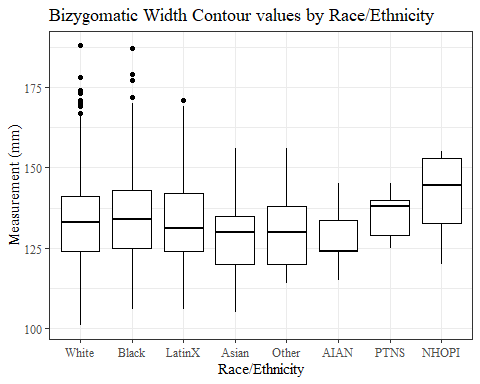 Bizygomatic Width Contour values by Race/Ethnicity
Measurement (mm)
175
150
125
100
White Black LatinX Asian Other AIAN PTNS NHOPI
Race/Ethnicity